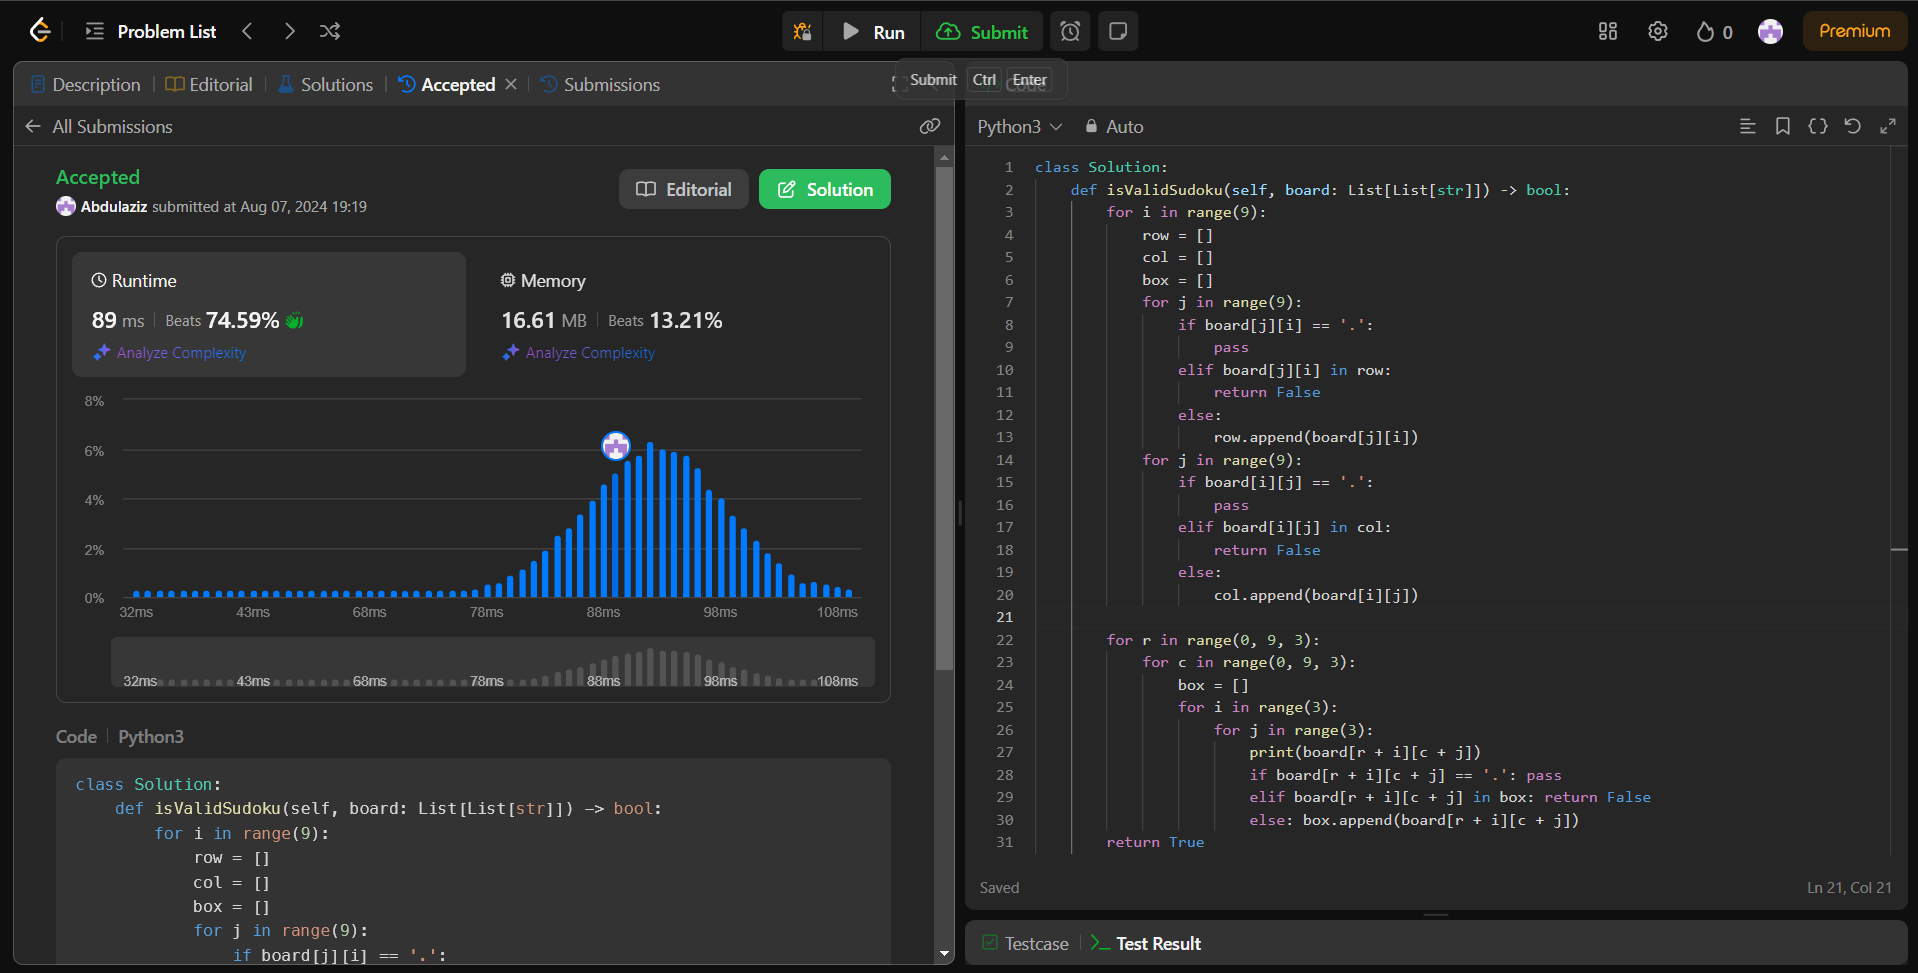 Problem List
Run
Submit
0
Premium
Description
Editorial
Solutions
Accepted
Submissions
Submit Ctrl Enter
Code
All Submissions
Accepted
Abdulaziz submitted at Aug 07, 2024 19:19
Editorial
Solution
Runtime
89 ms
Beats 74.59%
Analyze Complexity
Memory
16.61 MB
Beats 13.21%
Analyze Complexity
8%
6%
4%
2%
0%
32ms 43ms 68ms 78ms 88ms 98ms 108ms
32ms 43ms 68ms 78ms 88ms 98ms 108ms
Code
Python3
class Solution:
def isValidSudoku(self, board: List[List[str]]) -> bool:
for i in range(9):
row = []
col = []
box = []
for j in range(9):
if board[j][i] == '.':
Python3
Auto
1 class Solution:
2 def isValidSudoku(self, board: List[List[str]]) -> bool:
3 for i in range(9):
4 row = []
5 col = []
6 box = []
7 for j in range(9):
8 if board[j][i] == '.':
9 pass
10 elif board[j][i] in row:
11 return False
12 else:
13 row.append(board[j][i])
14 for j in range(9):
15 if board[i][j] == '.':
16 pass
17 elif board[i][j] in col:
18 return False
19 else:
20 col.append(board[i][j])
21
22 for r in range(0, 9, 3):
23 for c in range(0, 9, 3):
24 box = []
25 for i in range(3):
26 for j in range(3):
27 print(board[r + i][c + j])
28 if board[r + i][c + j] == '.': pass
29 elif board[r + i][c + j] in box: return False
30 else: box.append(board[r + i][c + j])
31 return True
Saved
Ln 21, Col 21
Testcase
Test Result